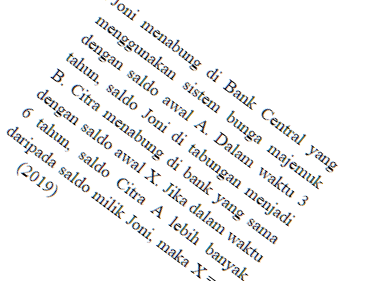 Joni menabung di Bank Central yang
menggunakan sistem bunga majemuk
dengan saldo awal A. Dalam waktu 3
tahun, saldo Joni di tabungan menjadi
B. Citra menabung di bank yang sama
dengan saldo awal X. Jika dalam waktu
6 tahun, saldo Citra A lebih banyak
daripada saldo milik Joni, maka X =
(2019)